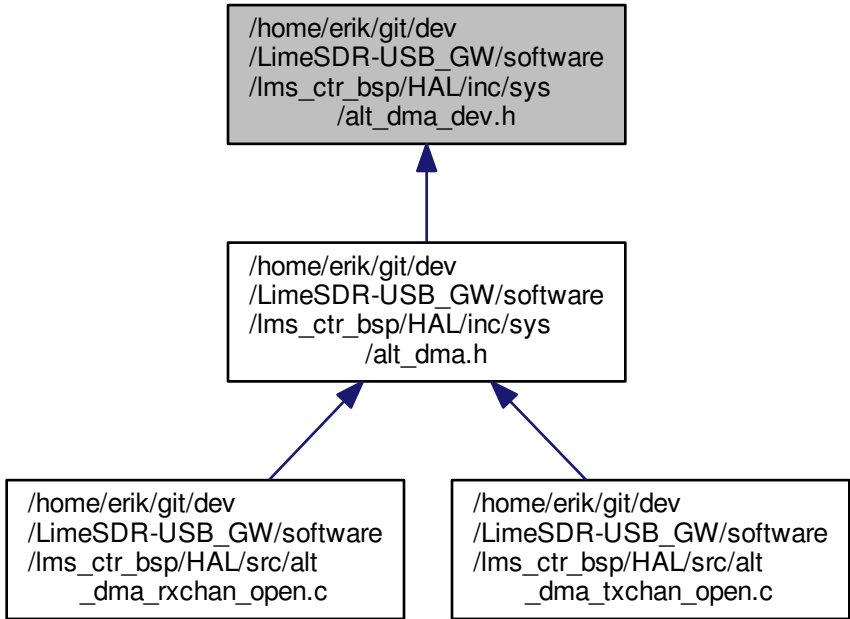 /home/erik/git/dev
/LimeSDR-USB_GW/software
/lms_ctr_bsp/HAL/inc/sys
/alt_dma_dev.h
/home/erik/git/dev
/LimeSDR-USB_GW/software
/lms_ctr_bsp/HAL/inc/sys
/alt_dma.h
/home/erik/git/dev
/LimeSDR-USB_GW/software
/lms_ctr_bsp/HAL/src/alt
_dma_rxchan_open.c
/home/erik/git/dev
/LimeSDR-USB_GW/software
/lms_ctr_bsp/HAL/src/alt
_dma_txchan_open.c